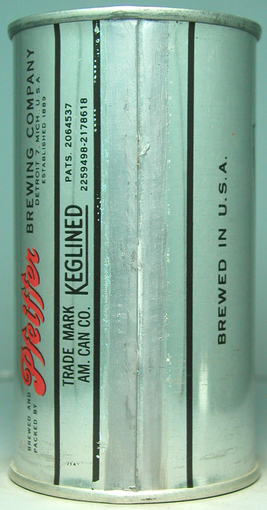 BREWED AND
PACKED BY
Pfeiffer BREWING COMPANY
DETROIT 7, MICH. U.S.A.
ESTABLISHED 1889
TRADE MARK
AM. CAN CO.
KEGLINED
PATS. 2064537
2259498-2178618
BREWED IN U.S.A.